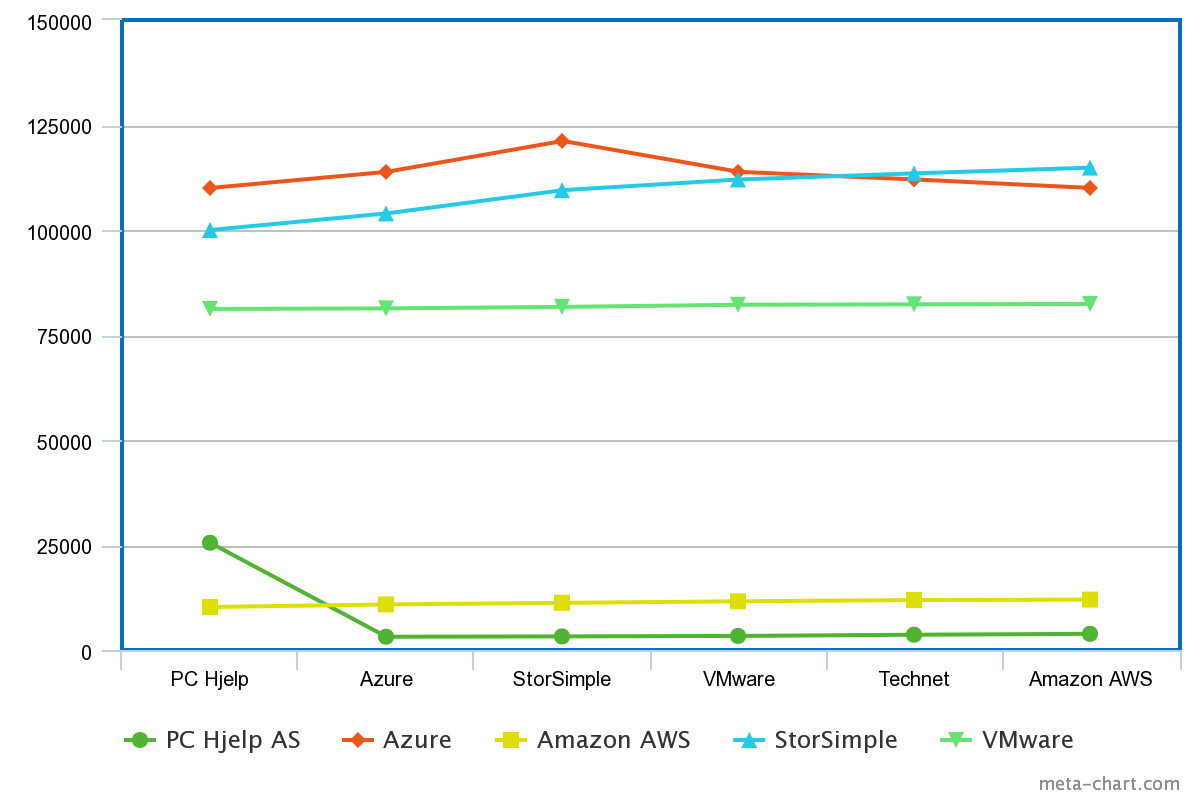 150000
125000
100000
75000
50000
25000
0
PC Hjelp Azure StorSimple VMware Technet Amazon AWS
PC Hjelp AS Azure Amazon AWS StorSimple VMware
meta-chart.com